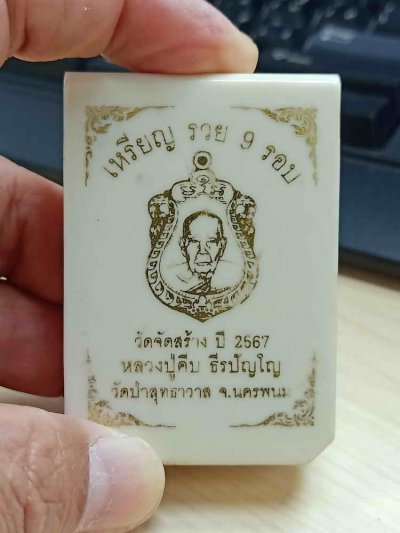 เหรียญ รวย 9 รอบ
วัดจัดสร้าง ปี 2567
หลวงปู่คีบ ธีรปัญโญ
วัดป่าสุทธาวาส จ.นครพนม